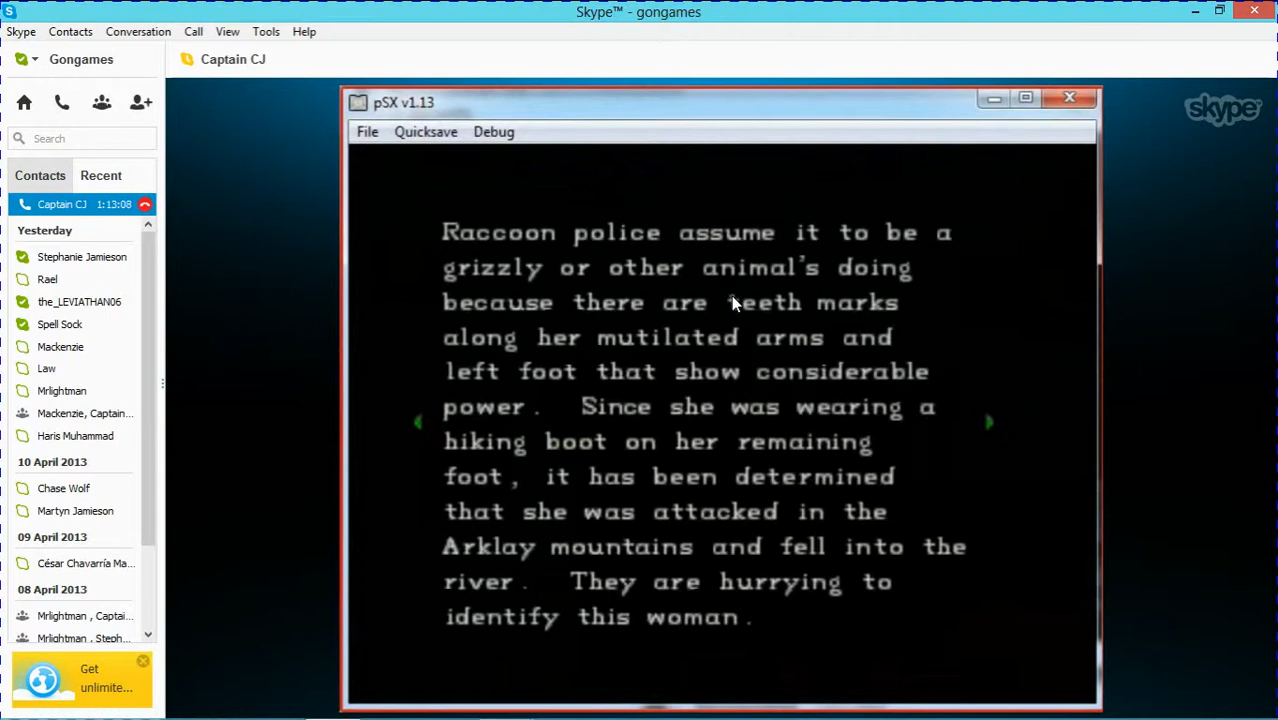 Skype™ - gongames
Skype Contacts Conversation Call View Tools Help
Gongames
Captain CJ
Search
Contacts Recent
Captain CJ 1:13:08
Yesterday
Stephanie Jamieson
Rael
the_LEVIATHAN06
Spell Sock
Mackenzie
Law
Mrlightman
Mackenzie, Captain...
Haris Muhammad
10 April 2013
Chase Wolf
Martyn Jamieson
09 April 2013
César Chavarría Ma...
08 April 2013
Mrlightman , Captai...
Mrlightman , Steph...
Get
unlimite...
skype
pSX v1.13
File Quicksave Debug
Raccoon police assume it to be a
grizzly or other animal's doing
because there are teeth marks
along her mutilated arms and
left foot that show considerable
power. Since she was wearing a
hiking boot on her remaining
foot, it has been determined
that she was attacked in the
Arklay mountains and fell into the
river. They are hurrying to
identify this woman.